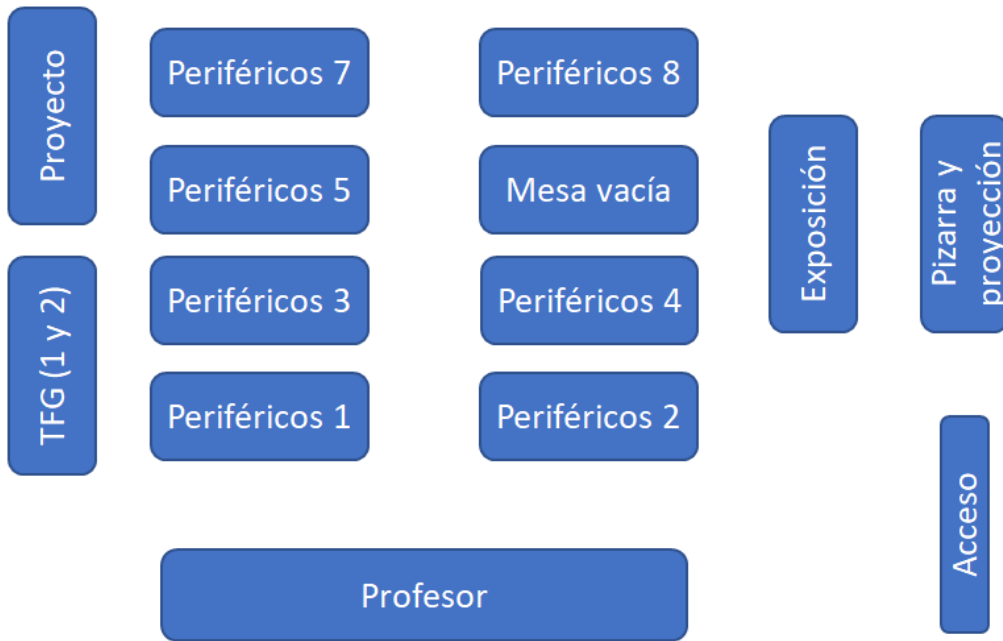 Proyecto
Periféricos 7
Periféricos 8
Periféricos 5
Mesa vacía
Exposición
Pizarra y
proyección
TFG (1 y 2)
Periféricos 3
Periféricos 4
Periféricos 1
Periféricos 2
Acceso
Profesor